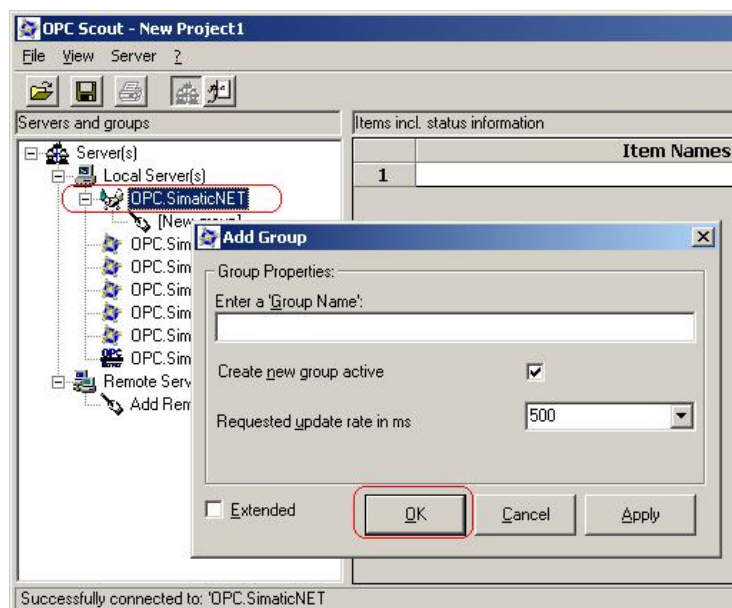 OPC Scout - New Project1
File View Server ?
Servers and groups
Items incl. status information
Server(s)
Local Server(s)
OPC.SimaticNET
[New group]
OPC.Sim
OPC.Sim
OPC.Sim
OPC.Sim
OPC.Sim
OPC.Sim
Remote Serv
Add Rem
Item Names
1
Add Group
Group Properties:
Enter a 'Group Name':
Create new group active
Requested update rate in ms
500
Extended
OK
Cancel
Apply
Successfully connected to: 'OPC.SimaticNET